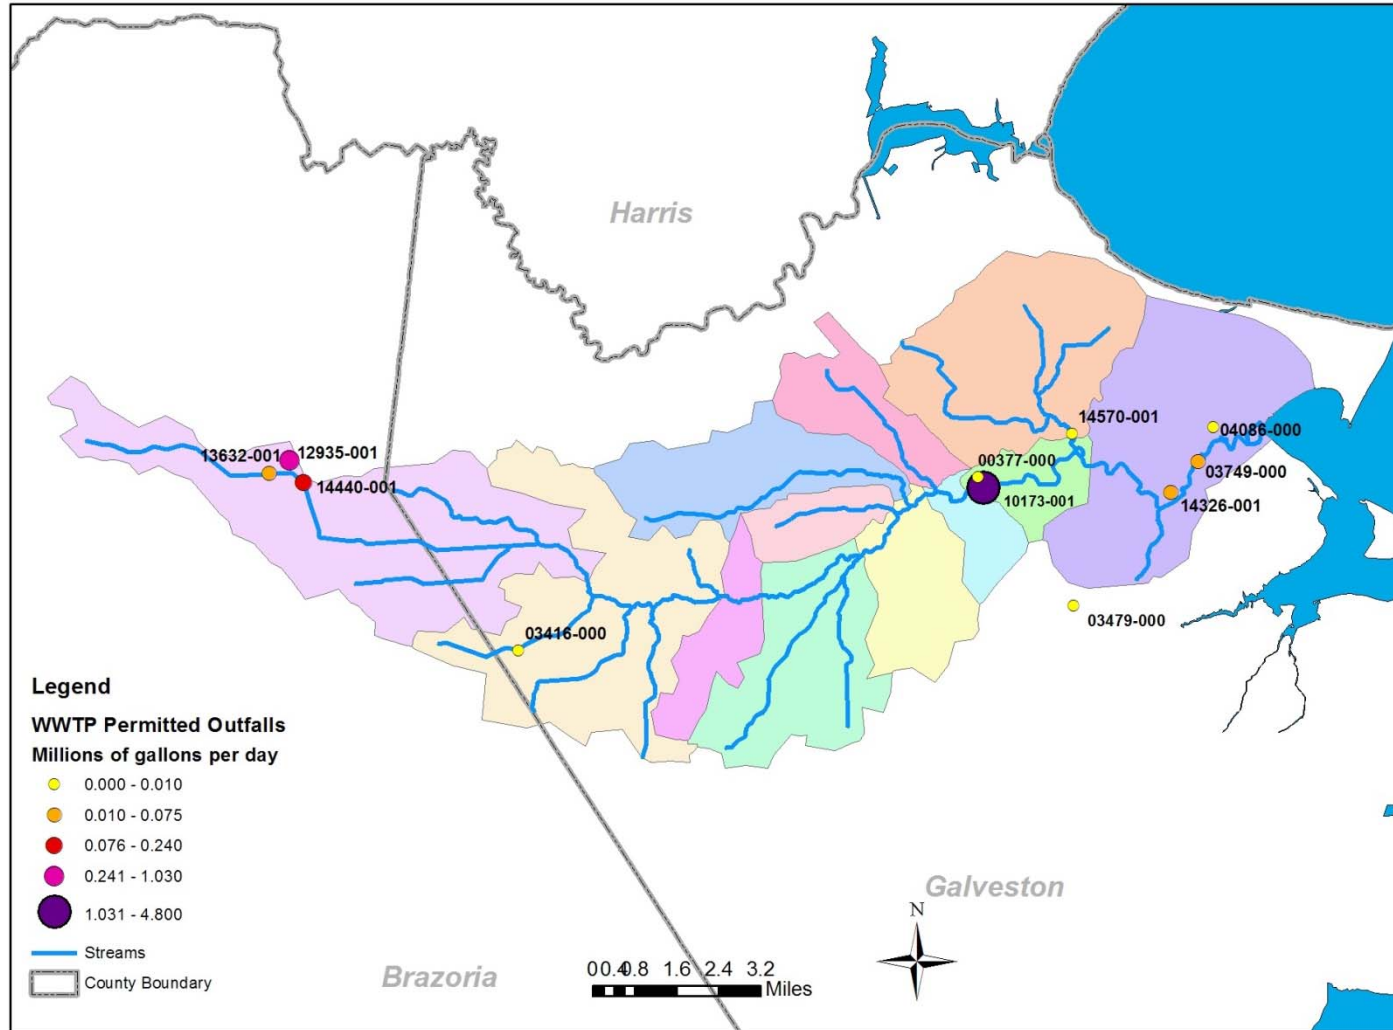 Harris
14570-001
04086-000
13632-001
12935-001
00377-000
03749-000
14440-001
10173-001
14326-001
03479-000
03416-000
Legend
WWTP Permitted Outfalls
Millions of gallons per day
0.000 - 0.010
0.010 - 0.075
0.076 - 0.240
0.241 - 1.030
1.031 - 4.800
Streams
County Boundary
Brazoria
Galveston
N
00.40.8 1.6 2.4 3.2
Miles